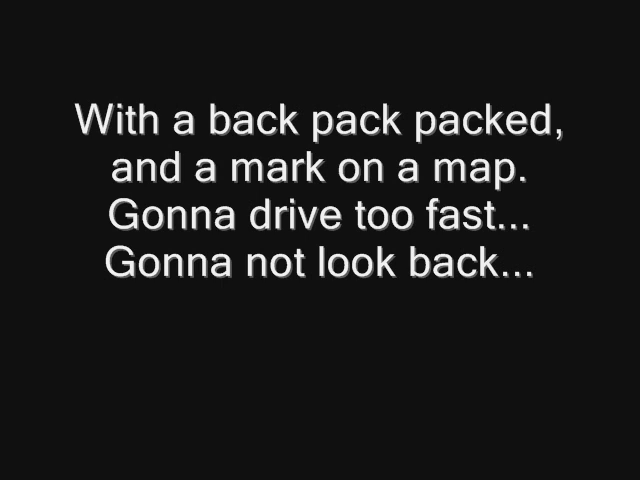 With a back pack packed,
and a mark on a map.
Gonna drive too fast...
Gonna not look back...